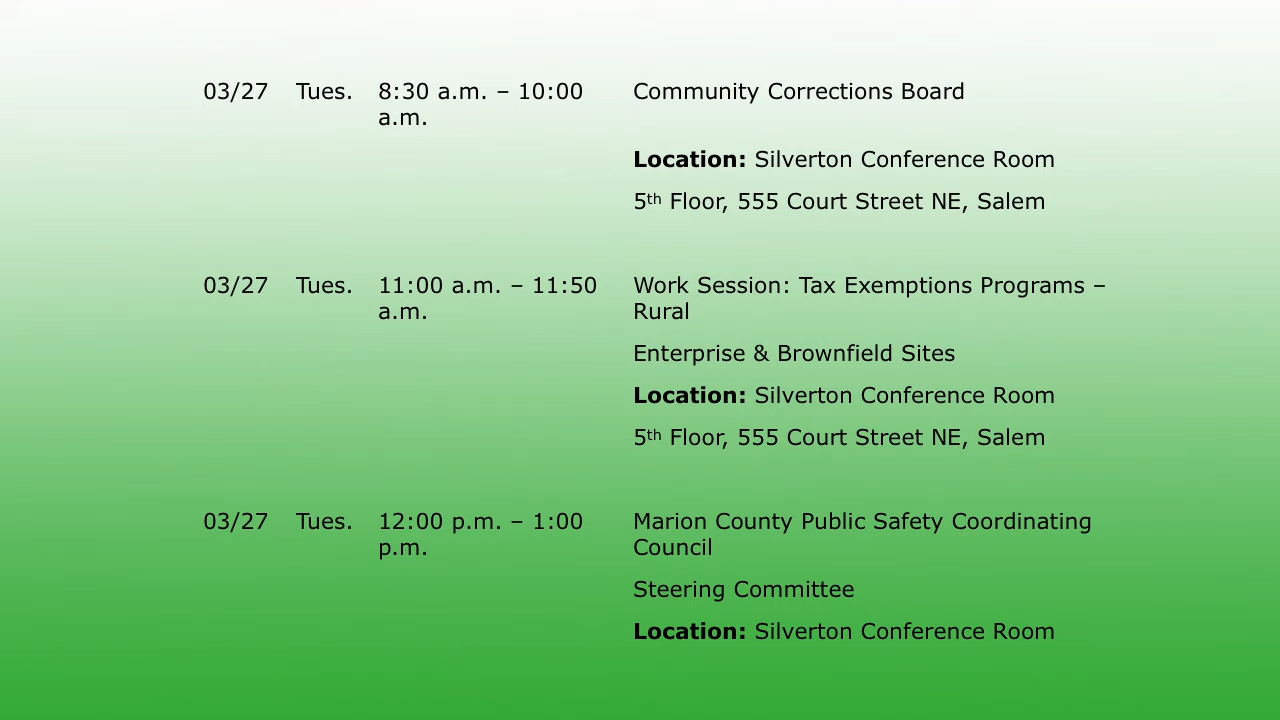 03/27 Tues. 8:30 a.m. – 10:00 Community Corrections Board
a.m.
Location: Silverton Conference Room
5th Floor, 555 Court Street NE, Salem
03/27 Tues. 11:00 a.m. – 11:50 Work Session: Tax Exemptions Programs –
a.m. Rural
Enterprise & Brownfield Sites
Location: Silverton Conference Room
5th Floor, 555 Court Street NE, Salem
03/27 Tues. 12:00 p.m. – 1:00 Marion County Public Safety Coordinating
p.m. Council
Steering Committee
Location: Silverton Conference Room